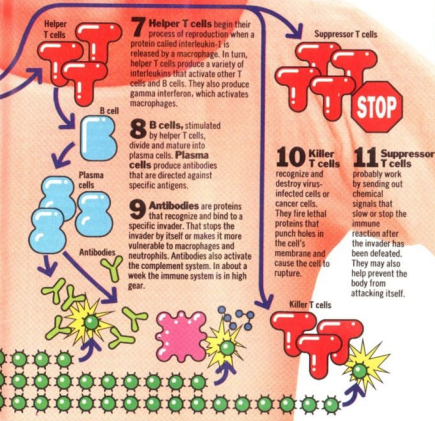 Helper
T cells
7 Helper T cells begin their
process of reproduction when a
protein called interleukin-1 is
released by a macrophage. In turn,
helper T cells produce a variety of
interleukins that activate other T
cells and B cells. They also produce
gamma interferon, which activates
macrophages.
Suppressor T cells
STOP
B cell
8 B cells, stimulated
by helper T cells,
divide and mature into
plasma cells. Plasma
cells produce antibodies
that are directed against
specific antigens.
Plasma
cells
9 Antibodies are proteins
that recognize and bind to a
specific invader. That stops the
invader by itself or makes it more
vulnerable to macrophages and
neutrophils. Antibodies also activate
the complement system. In about a
week the immune system is in high
gear.
Antibodies
10 Killer
T cells
recognize and
destroy virus-
infected cells or
cancer cells.
They fire lethal
proteins that
punch holes in
the cell's
membrane and
cause the cell to
rupture.
11 Suppressor
T cells
probably work
by sending out
chemical
signals that
slow or stop the
immune
reaction after
the invader has
been defeated.
They may also
help prevent the
body from
attacking itself.
Killer T cells